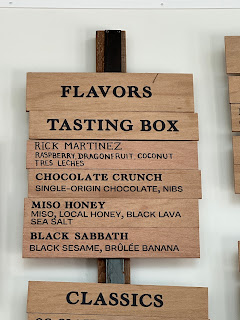 FLAVORS
TASTING BOX
RICK MARTINEZ
RASPBERRY, DRAGONFRUIT, COCONUT
TRES LECHES
CHOCOLATE CRUNCH
SINGLE-ORIGIN CHOCOLATE, NIBS
MISO HONEY
MISO, LOCAL HONEY, BLACK LAVA
SEA SALT
BLACK SABBATH
BLACK SESAME, BRÛLÉE BANANA
CLASSICS